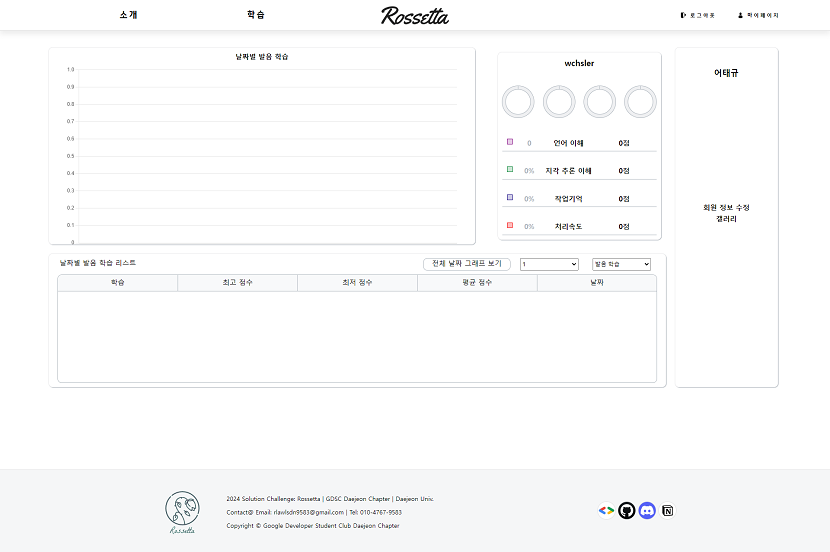 소개
학습
Rossetta
로그아웃
마이페이지
날짜별 발음 학습
1.0
0.9
0.8
0.7
0.6
0.5
0.4
0.3
0.2
0.1
0
wchsler
0 언어 이해 0점
0% 지각 추론 이해 0점
0% 작업기억 0점
0% 처리속도 0점
어태규
회원 정보 수정
갤러리
날짜별 발음 학습 리스트
전체 날짜 그래프 보기
1
발음 학습
학습 최고 점수 최저 점수 평균 점수 날짜
Rossetta
2024 Solution Challenge: Rossetta | GDSC Daejeon Chapter | Daejeon Univ.
Contact@ Email: rlawlsdn9583@gmail.com | Tel: 010-4767-9583
Copyright © Google Developer Student Club Daejeon Chapter